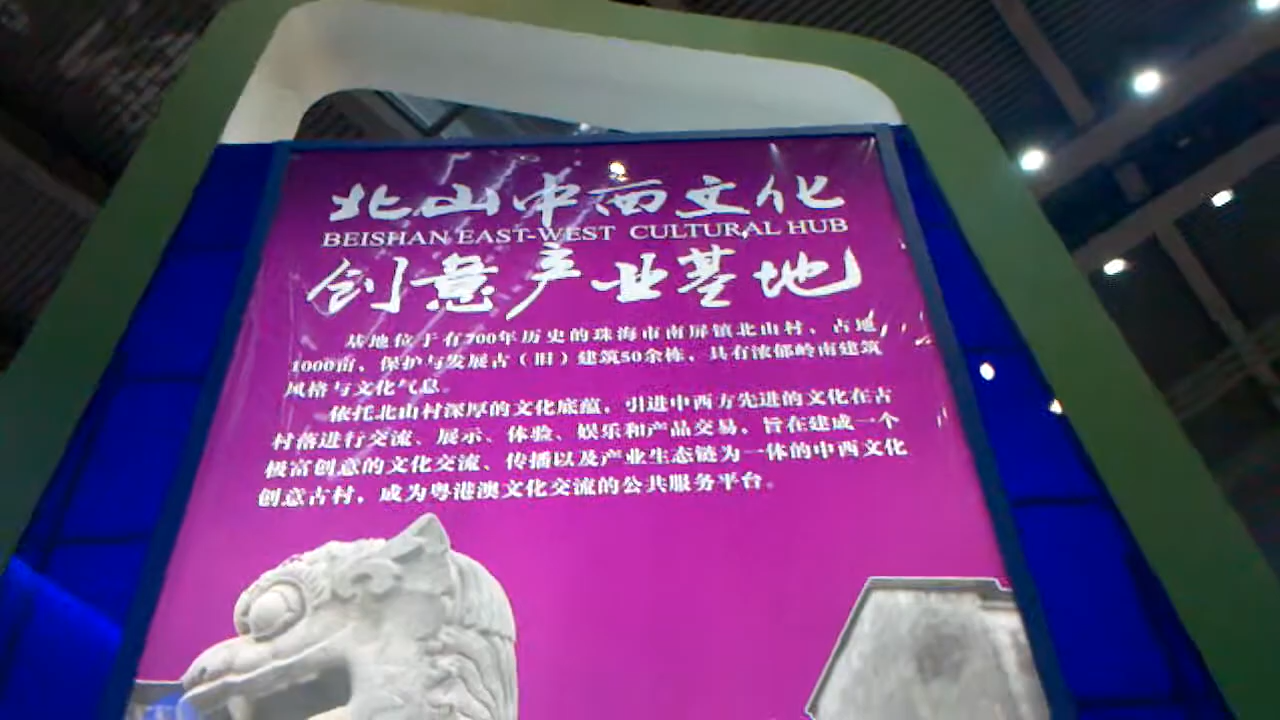 北山中西文化
BEISHAN EAST-WEST CULTURAL HUB
创意产业基地
基地位于有700年历史的珠海市南屏镇北山村、占地
1000亩，保护与发展古（旧）建筑50余栋，具有浓郁岭南建筑
风格与文化气息。
依托北山村深厚的文化底蕴，引进中西方先进的文化在古
村落进行交流、展示、体验、娱乐和产品交易，旨在建成一个
极富创意的文化交流、传播以及产业生态链为一体的中西文化
创意古村，成为粤港澳文化交流的公共服务平台。